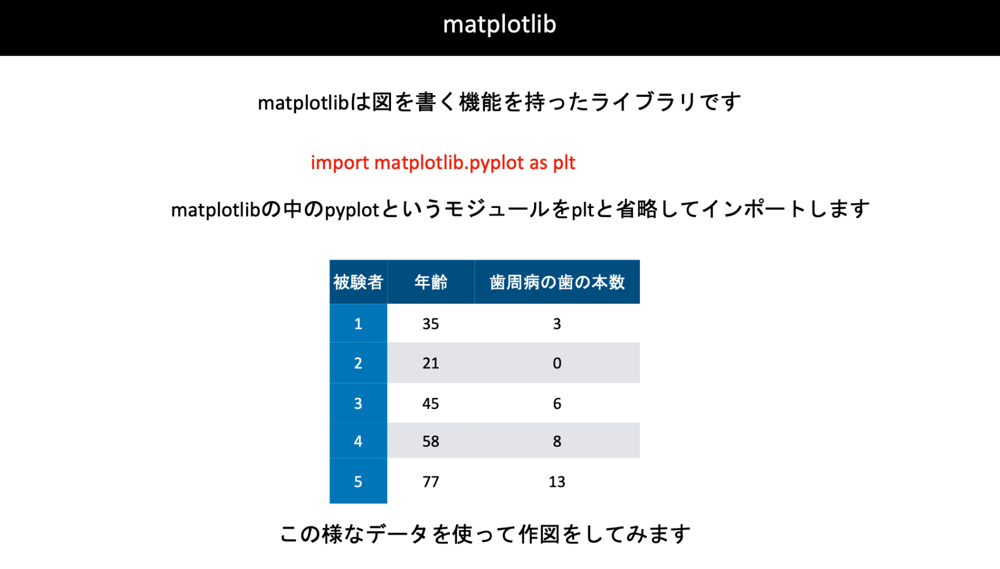 matplotlib
matplotlibは図を書く機能を持ったライブラリです
import matplotlib.pyplot as plt
matplotlibの中のpyplotというモジュールをpltと省略してインポートします
被験者 年齢 歯周病の歯の本数
1 35 3
2 21 0
3 45 6
4 58 8
5 77 13
この様なデータを使って作図をしてみます